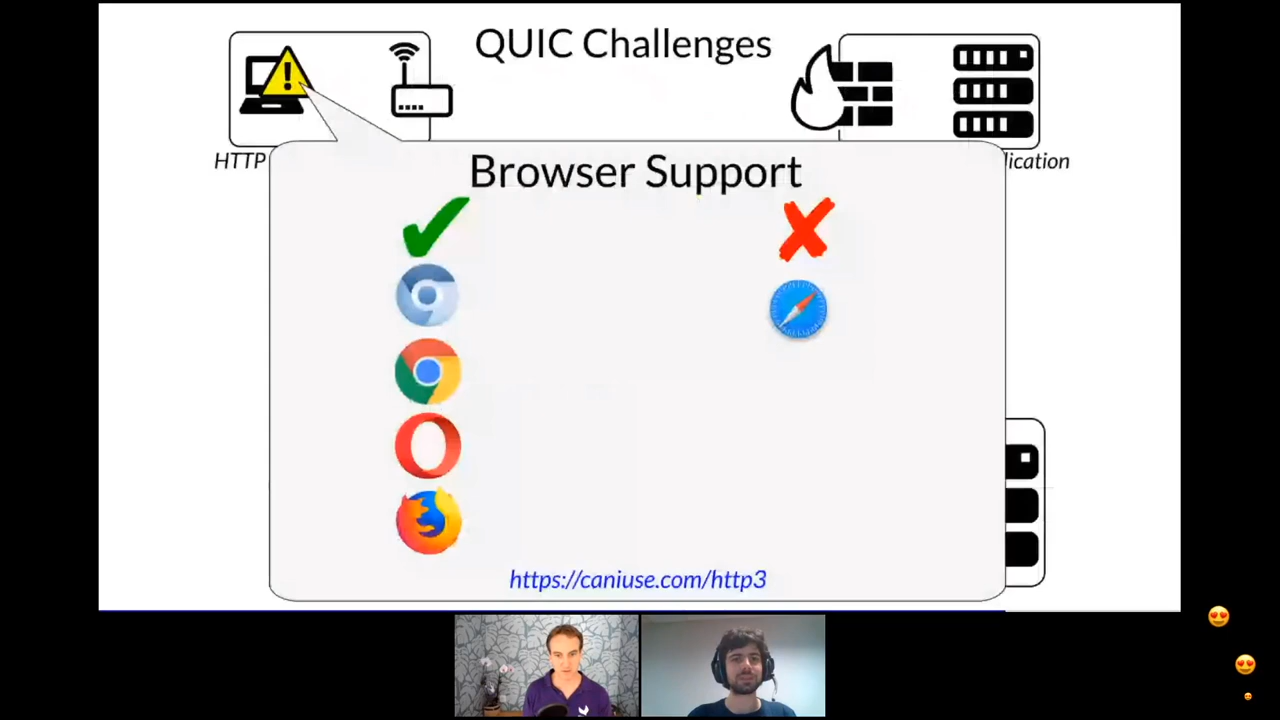 QUIC Challenges
HTTP
lication
Browser Support
https://caniuse.com/http3